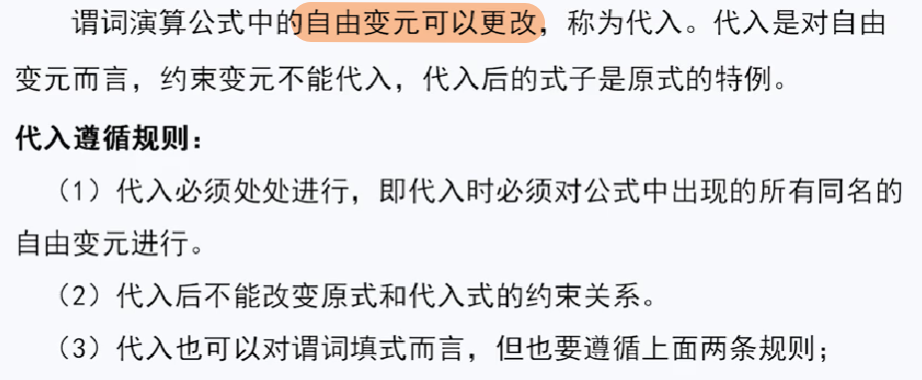 谓词演算公式中的自由变元可以更改，称为代入。代入是对自由
变元而言，约束变元不能代入，代入后的式子是原式的特例。
代入遵循规则：
（1）代入必须处处进行，即代入时必须对公式中出现的所有同名的
自由变元进行。
（2）代入后不能改变原式和代入式的约束关系。
（3）代入也可以对谓词填式而言，但也要遵循上面两条规则；